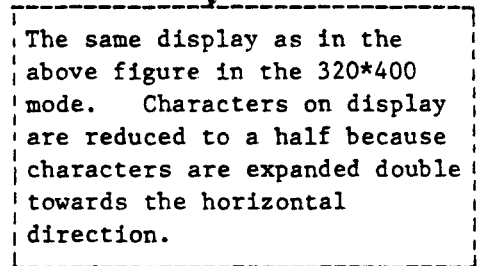 The same display as in the
above figure in the 320*400
mode. Characters on display
are reduced to a half because
characters are expanded double
towards the horizontal
direction.